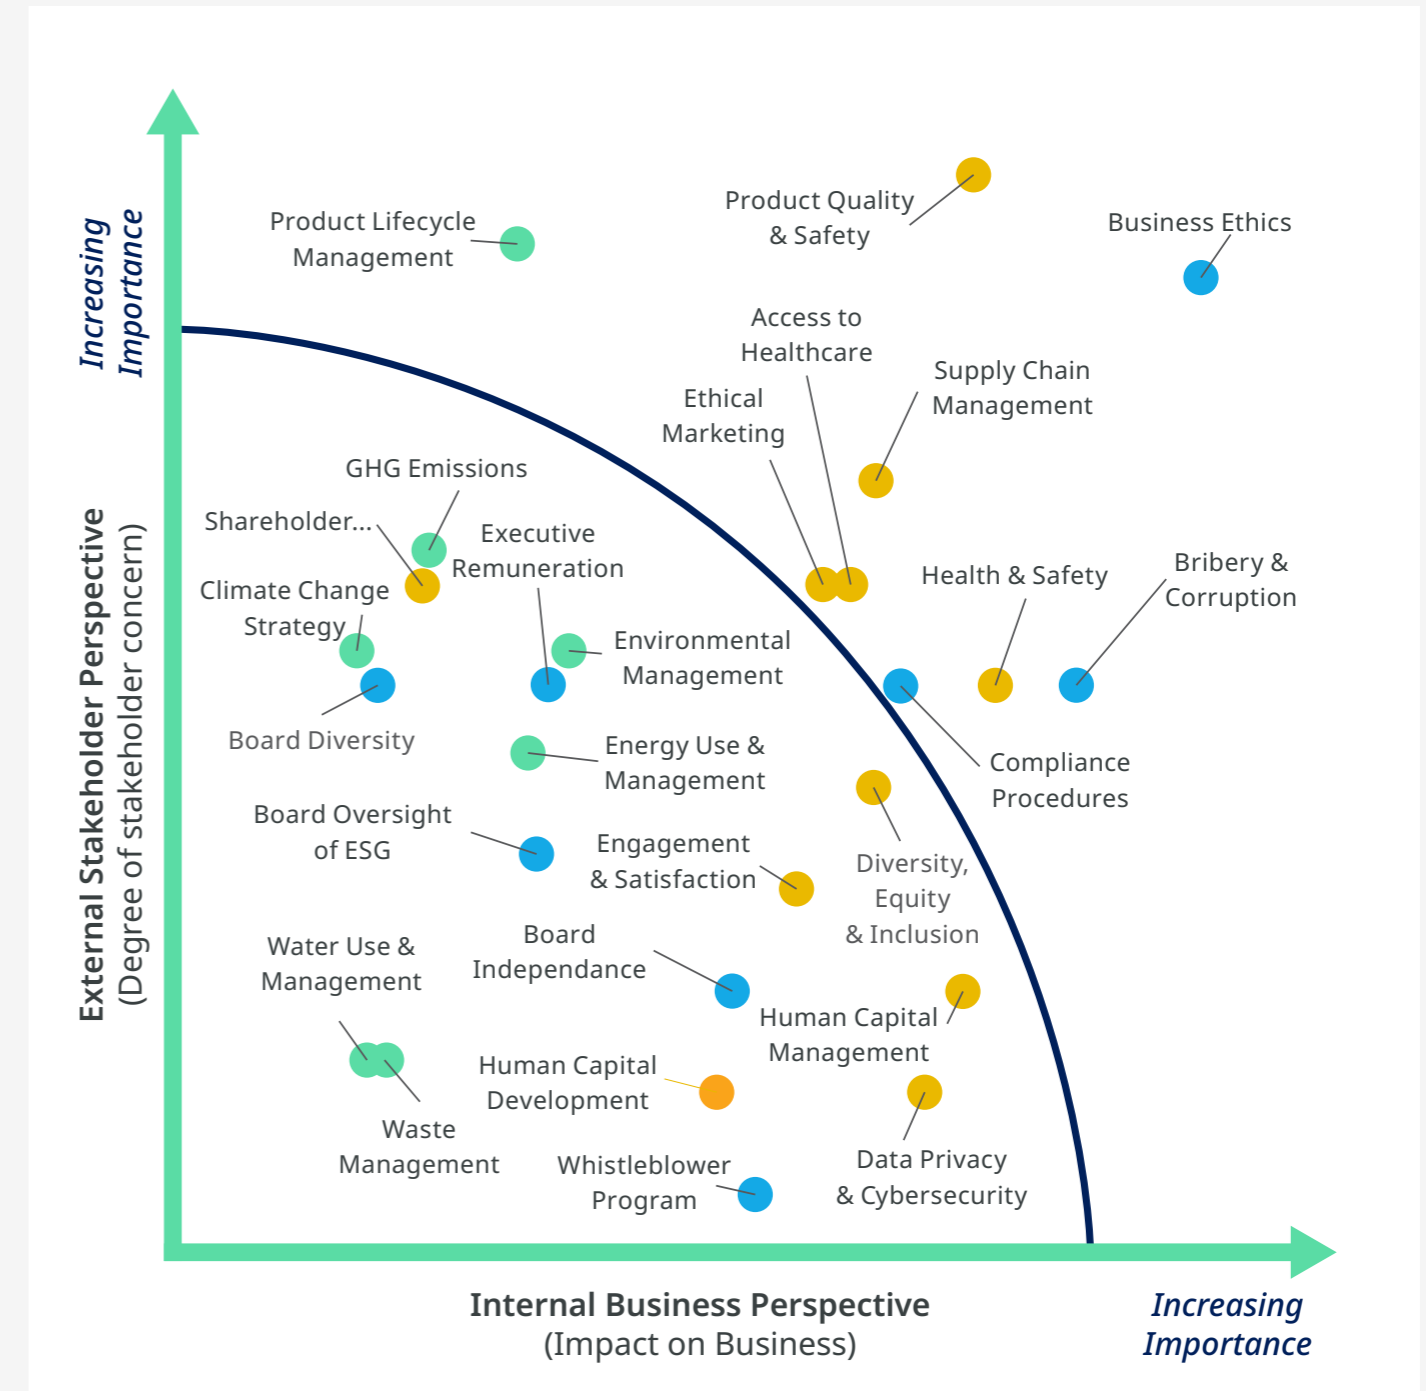 Increasing
Importance
External Stakeholder Perspective
(Degree of stakeholder concern)
Product Lifecycle
Management
Product Quality
& Safety
Business Ethics
Access to
Healthcare
Supply Chain
Management
Ethical
Marketing
GHG Emissions
Shareholder...
Executive
Remuneration
Climate Change
Strategy
Health & Safety
Bribery &
Corruption
Environmental
Management
Board Diversity
Energy Use &
Management
Compliance
Procedures
Board Oversight
of ESG
Engagement
& Satisfaction
Diversity,
Equity
& Inclusion
Water Use &
Management
Board
Independance
Human Capital
Management
Human Capital
Development
Waste
Management
Whistleblower
Program
Data Privacy
& Cybersecurity
Internal Business Perspective
(Impact on Business)
Increasing
Importance